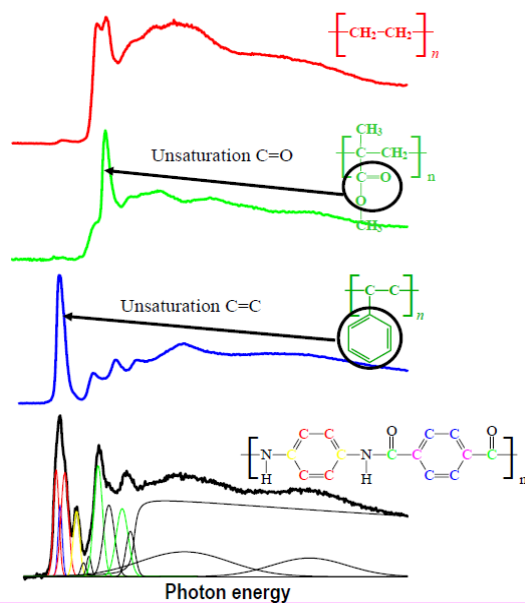 CH₂-CH₂
n
CH₃
C
CH₂
n
Unsaturation C=O
C=O
O
CH₃
Unsaturation C=C
C
C
n
O
O
C-C
C-C
N
C
C
N
C
C
C
C
H
C-C
H
C-C
n
Photon energy